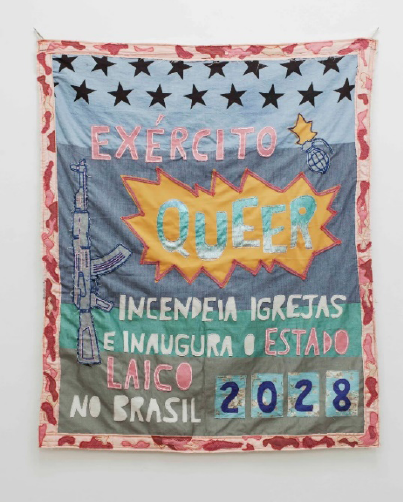 EXÉRCITO
QUEER
INCENDEIA IGREJAS
E INAUGURA O ESTADO
LAICO
NO BRASIL 2028